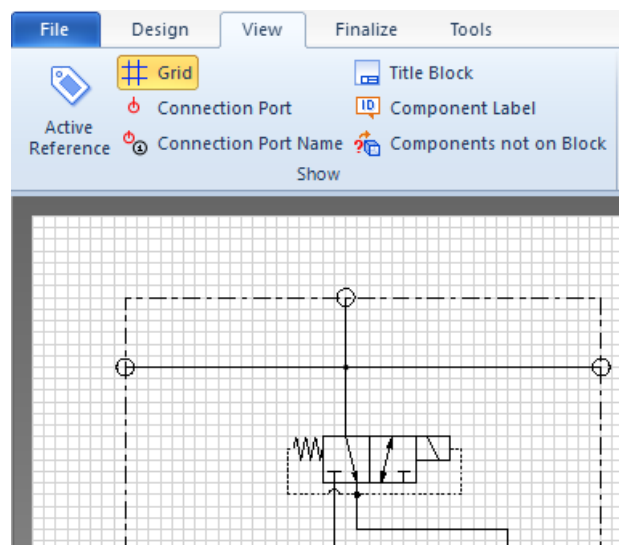 File Design View Finalize Tools
Grid Title Block
Connection Port ID Component Label
Active
Reference Connection Port Name Components not on Block
Show